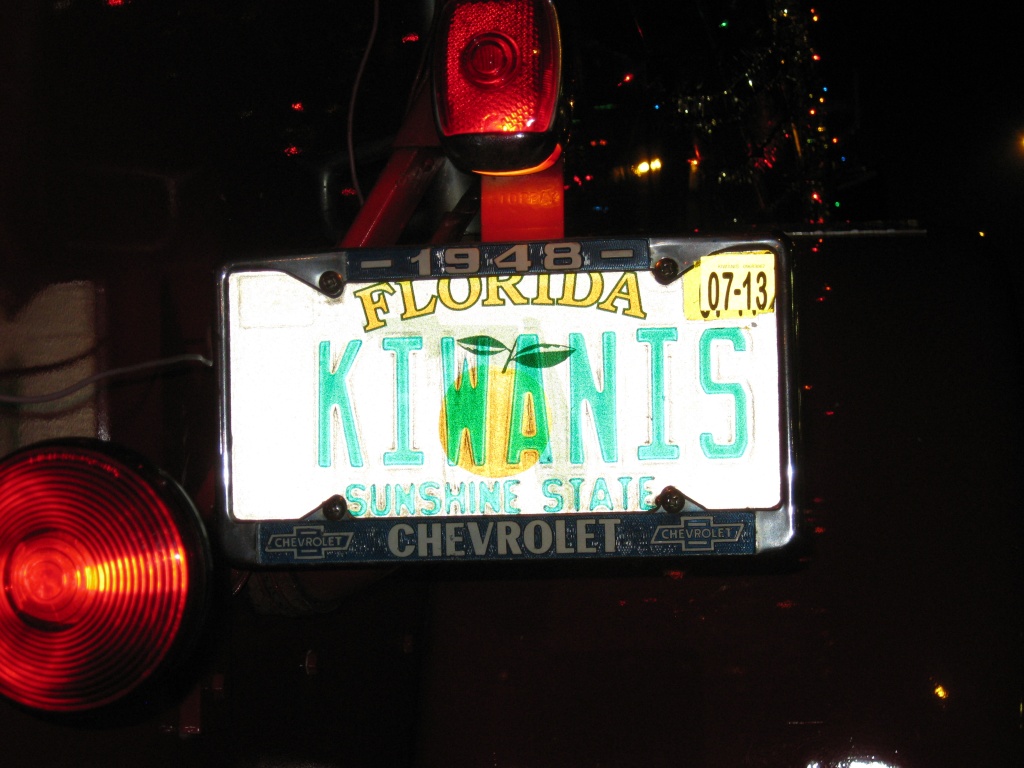 - 1948 -
FLORIDA
07-13
KIWANIS
SUNSHINE STATE
CHEVROLET CHEVROLET CHEVROLET